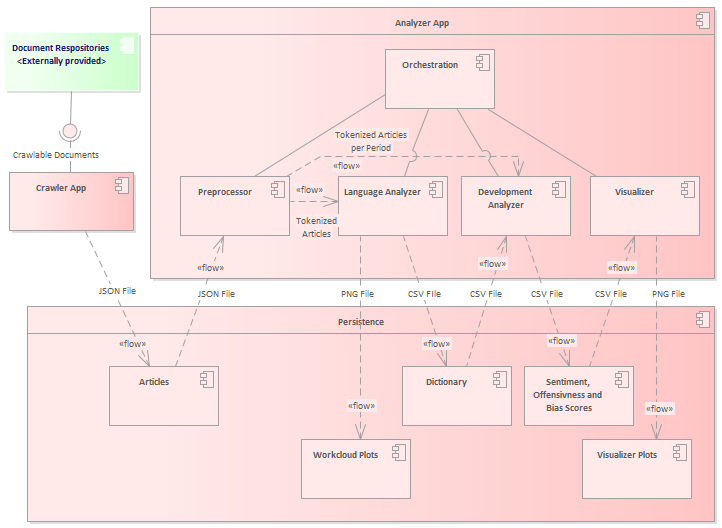 Analyzer App
Document Respositories
<Externally provided>
Orchestration
Crawlable Documents
Tokenized Articles
per Period
«flow»
Crawler App
Preprocessor
«flow»
Language Analyzer
Development
Analyzer
Visualizer
Tokenized
Articles
«flow»
«flow»
«flow»
JSON File
JSON File
PNG File
CSV FIle
CSV File
CSV File
CSV File
PNG File
Persistence
«flow»
«flow»
«flow»
Articles
Dictionary
Sentiment,
Offensivness and
Bias Scores
«flow»
«flow»
Workcloud Plots
Visualizer Plots